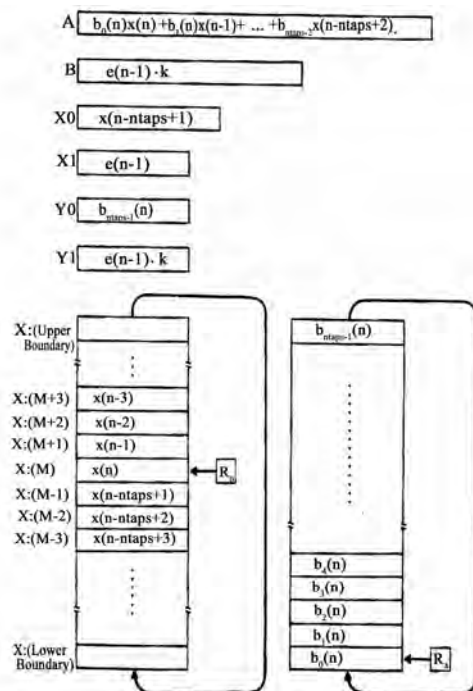 A b₀(n)x(n) +b₁(n)x(n-1)+ ... +bₙₜₐₚₛ₋₂x(n-ntaps+2).
B e(n-1)·k
X0 x(n-ntaps+1)
X1 e(n-1)
Y0 bₙₜₐₚₛ₋₁(n)
Y1 e(n-1)·k
X:(Upper Boundary)
X:(M+3) x(n-3)
X:(M+2) x(n-2)
X:(M+1) x(n-1)
X:(M) x(n)
X:(M-1) x(n-ntaps+1)
X:(M-2) x(n-ntaps+2)
X:(M-3) x(n-ntaps+3)
X:(Lower Boundary)
bₙₜₐₚₛ₋₁(n)
b₄(n)
b₃(n)
b₂(n)
b₁(n)
b₀(n)